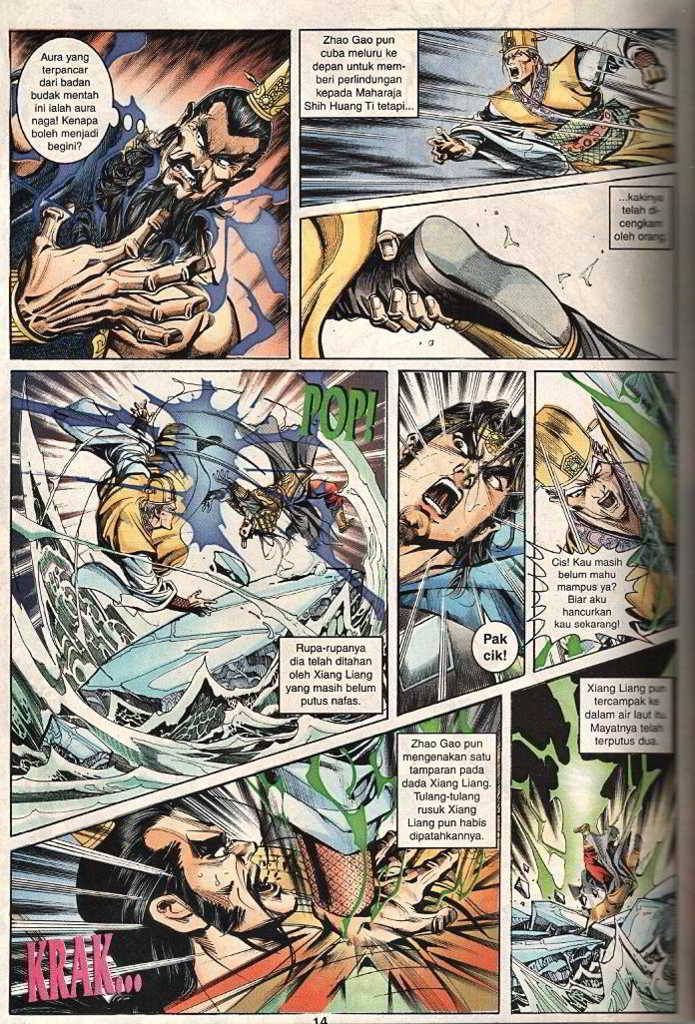 Aura yang
terpancar
dari badan
budak mentah
ini ialah aura
naga! Kenapa
boleh menjadi
begini?
Zhao Gao pun
cuba meluru ke
depan untuk mem-
beri perlindungan
kepada Maharaja
Shih Huang Ti tetapi...
...kakinya
telah di-
cengkam
oleh orang.
POP!
Rupa-rupanya
dia telah ditahan
oleh Xiang Liang
yang masih belum
putus nafas.
Pak
cik!
Cis! Kau masih
belum mahu
mampus ya?
Biar aku
hancurkan
kau sekarang!
Zhao Gao pun
mengenakan satu
tamparan pada
dada Xiang Liang.
Tulang-tulang
rusuk Xiang
Liang pun habis
dipatahkannya.
KRAK...
Xiang Liang pun
tercampak ke
dalam air laut itu.
Mayatnya telah
terputus dua.
14